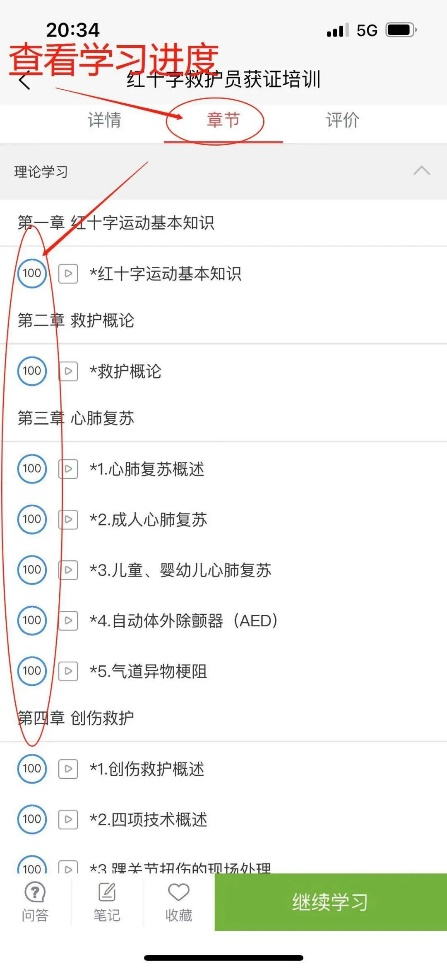 20:34
5G
查看学习进度
红十字救护员获证培训
详情
章节
评价
理论学习
第一章 红十字运动基本知识
100
*红十字运动基本知识
第二章 救护概论
100
*救护概论
第三章 心肺复苏
100
*1.心肺复苏概述
100
*2.成人心肺复苏
100
*3.儿童、婴幼儿心肺复苏
100
*4.自动体外除颤器（AED）
100
*5.气道异物梗阻
第四章 创伤救护
100
*1.创伤救护概述
100
*2.四项技术概述
100
*3.踝关节扭伤的现场处理
问答
笔记
收藏
继续学习